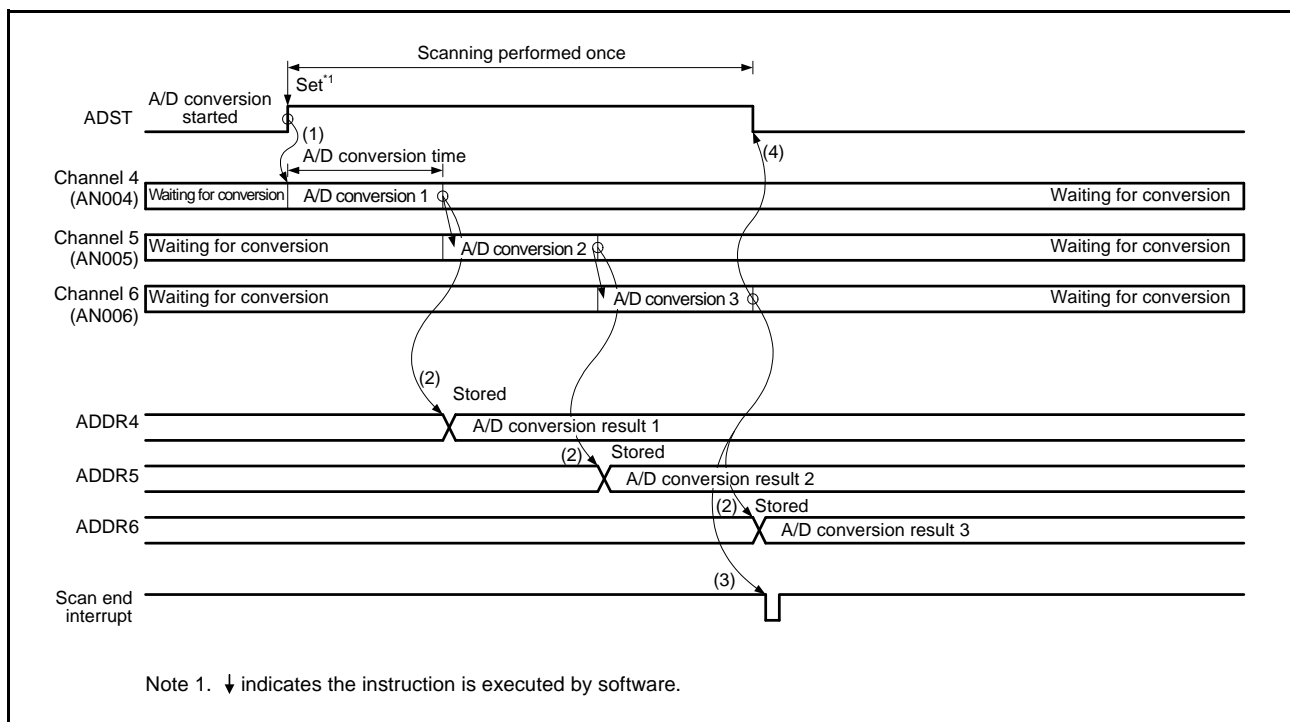 Scanning performed once
Set*1
A/D conversion
started
ADST
(1)
(4)
A/D conversion time
Channel 4
(AN004)
Waiting for conversion
A/D conversion 1
Waiting for conversion
Channel 5
(AN005)
Waiting for conversion
A/D conversion 2
Waiting for conversion
Channel 6
(AN006)
Waiting for conversion
A/D conversion 3
Waiting for conversion
(2)
Stored
ADDR4
A/D conversion result 1
(2)
Stored
ADDR5
A/D conversion result 2
(2)
Stored
ADDR6
A/D conversion result 3
(3)
Scan end
interrupt
Note 1. ↓ indicates the instruction is executed by software.